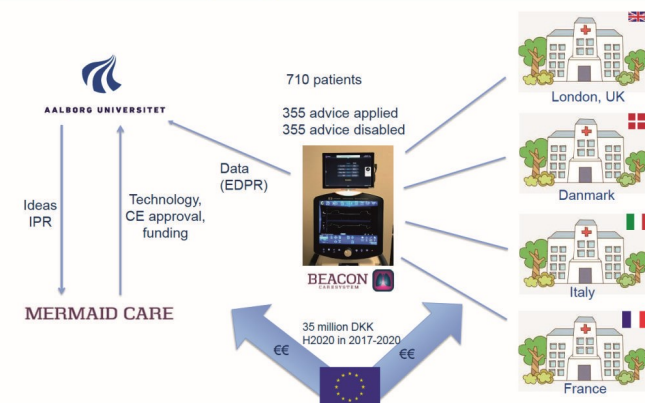 AALBORG UNIVERSITET
710 patients
355 advice applied
355 advice disabled
London, UK
Danmark
Italy
France
Data
(EDPR)
Ideas
IPR
Technology,
CE approval,
funding
BEACON
CARESYSTEM
MERMAID CARE
35 million DKK
H2020 in 2017-2020
€€
€€